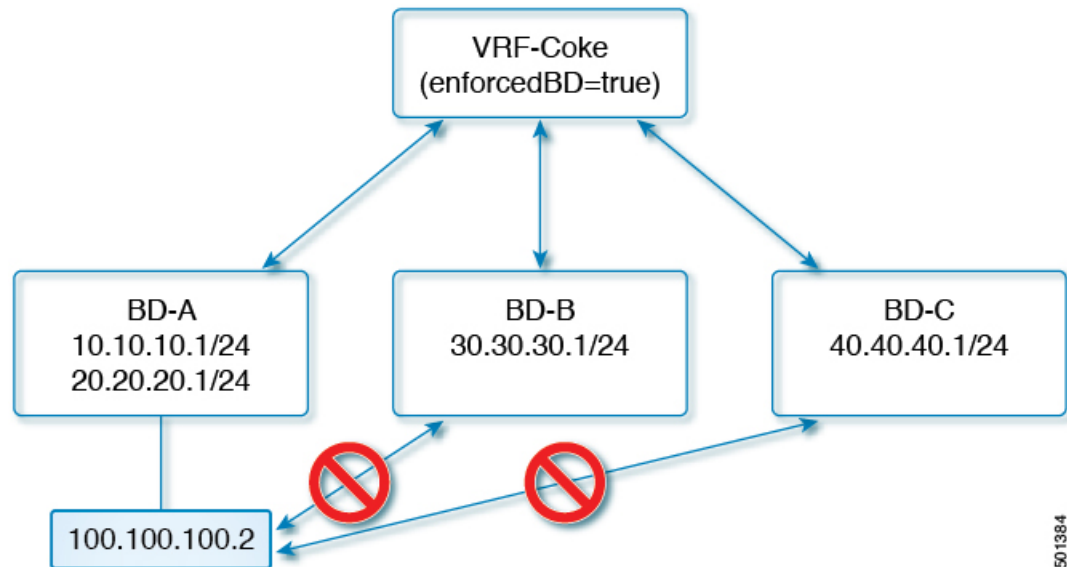 VRF-Coke
(enforcedBD=true)
BD-A
10.10.10.1/24
20.20.20.1/24
BD-B
30.30.30.1/24
BD-C
40.40.40.1/24
100.100.100.2
501384